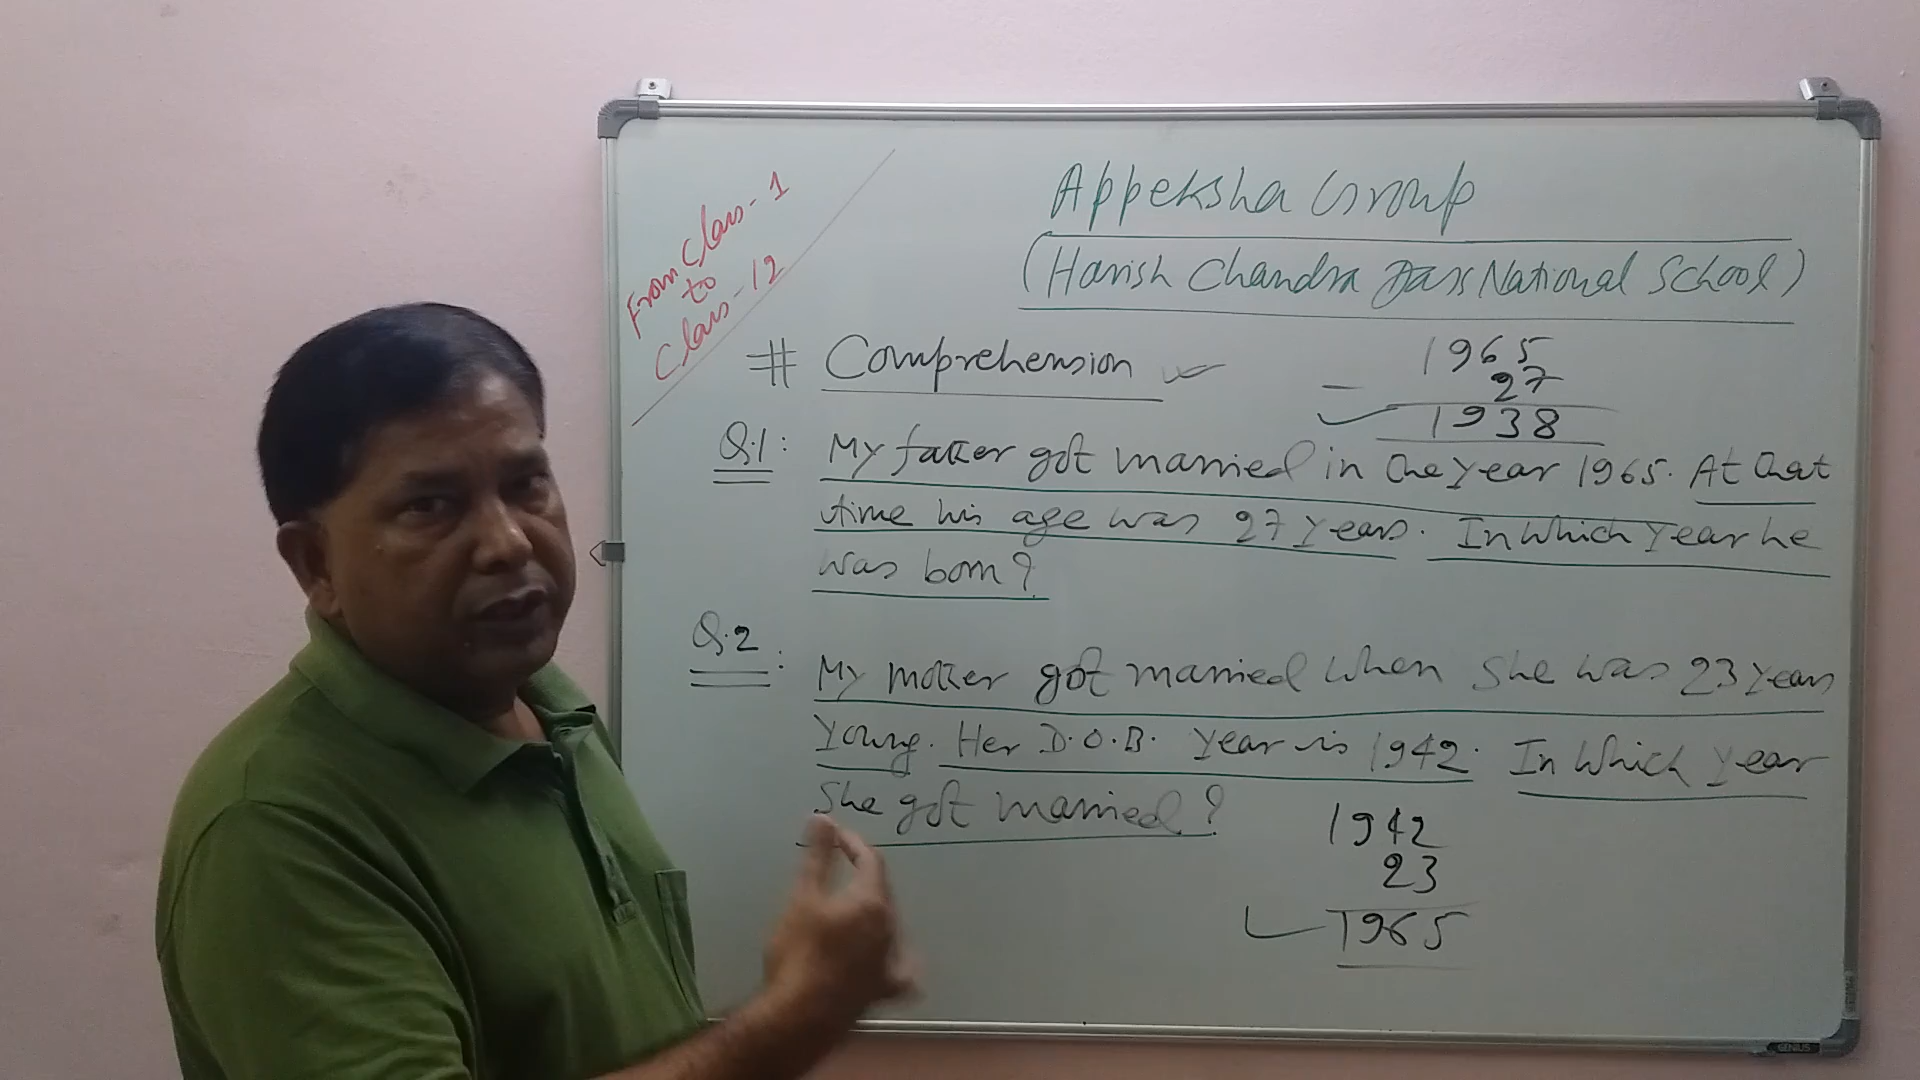 From Class-1
to
Class-12
Appeksha Group
(Harish Chandra Dass National School)
# Comprehension
1965
- 27
1938
Q.1: My father got married in the year 1965. At that
time his age was 27 years. In Which year he
was born?
Q.2: My mother got married when she was 23 years
young. Her D.O.B. year is 1942. In Which year
She got married?
1942
23
1965
GENIUS